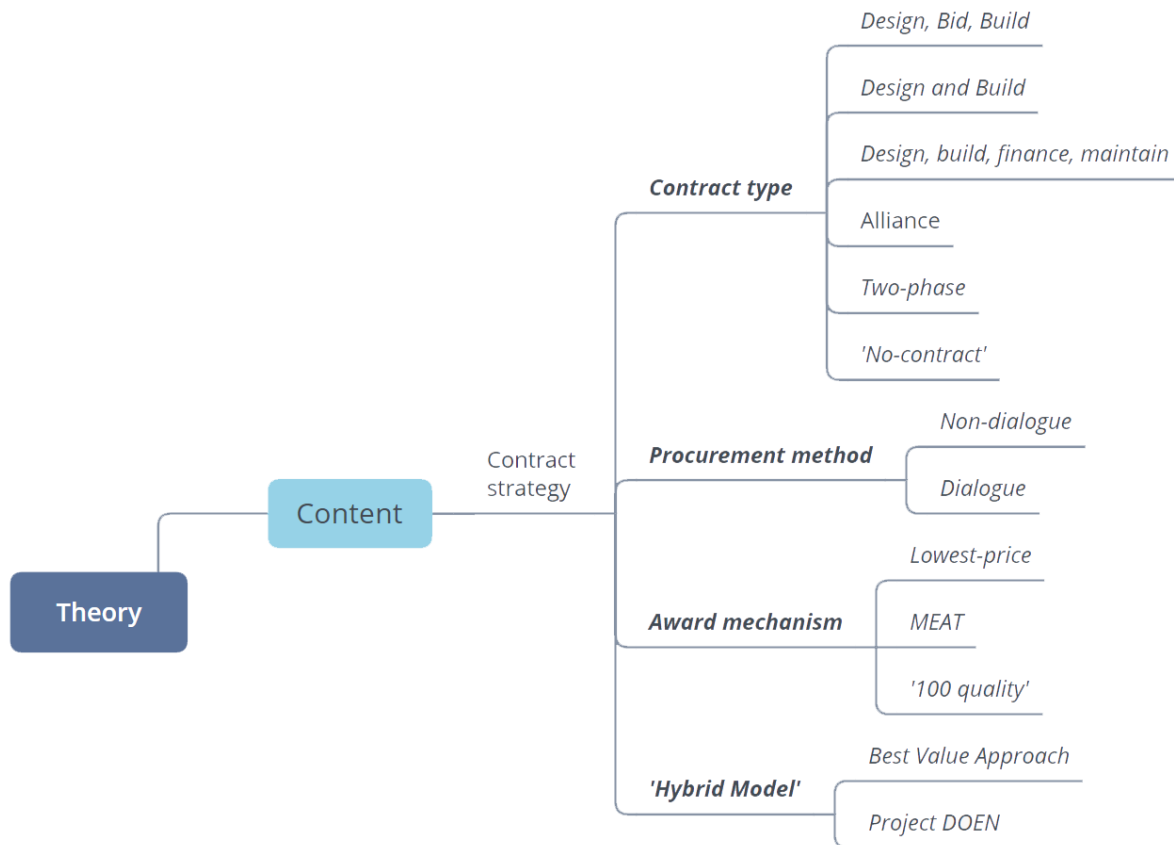 Design, Bid, Build
Design and Build
Design, build, finance, maintain
Contract type
Alliance
Two-phase
'No-contract'
Non-dialogue
Procurement method
Dialogue
Contract
strategy
Content
Lowest-price
Theory
Award mechanism
MEAT
'100 quality'
Best Value Approach
'Hybrid Model'
Project DOEN